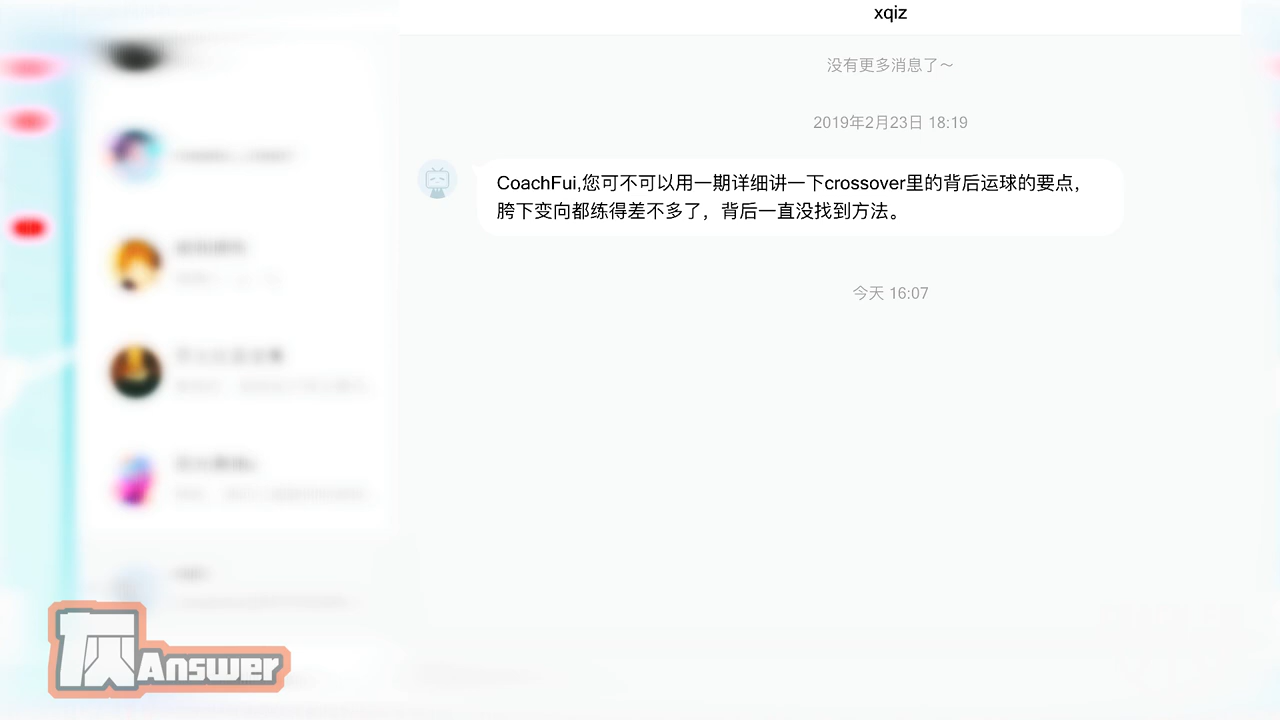 xqiz
没有更多消息了～
2019年2月23日 18:19
CoachFui,您可不可以用一期详细讲一下crossover里的背后运球的要点，
胯下变向都练得差不多了，背后一直没找到方法。
今天 16:07
Answer